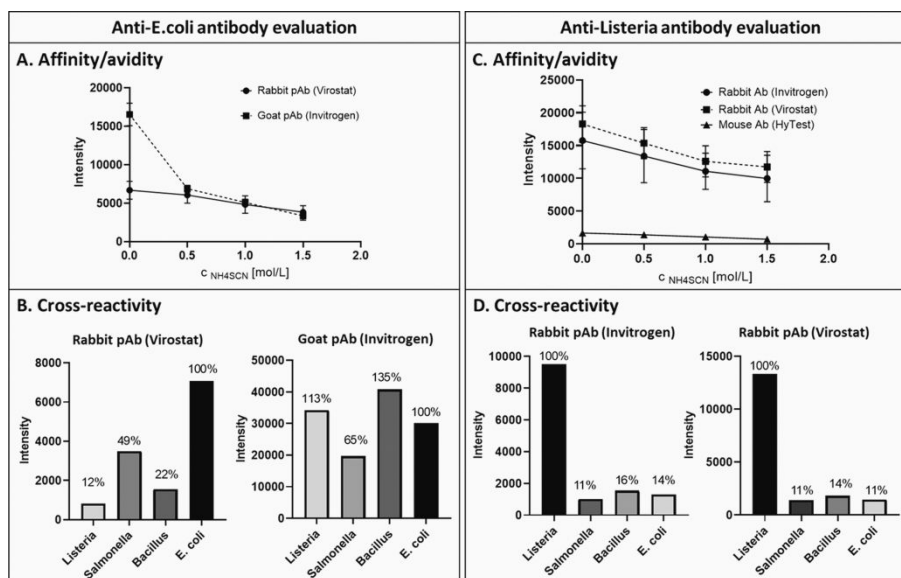 Anti-E.coli antibody evaluation
A. Affinity/avidity
Rabbit pAb (Virostat)
Goat pAb (Invitrogen)
20000
15000
10000
5000
0
Intensity
0.0 0.5 1.0 1.5 2.0
c NH4SCN [mol/L]
B. Cross-reactivity
Rabbit pAb (Virostat)
8000
6000
4000
2000
0
Intensity
12%
49%
22%
100%
Listeria
Salmonella
Bacillus
E. coli
Goat pAb (Invitrogen)
50000
40000
30000
20000
10000
0
Intensity
113%
65%
135%
100%
Listeria
Salmonella
Bacillus
E. coli
Anti-Listeria antibody evaluation
C. Affinity/avidity
Rabbit Ab (Invitrogen)
Rabbit Ab (Virostat)
Mouse Ab (HyTest)
25000
20000
15000
10000
5000
0
Intensity
0.0 0.5 1.0 1.5 2.0
c NH4SCN [mol/L]
D. Cross-reactivity
Rabbit pAb (Invitrogen)
10000
8000
6000
4000
2000
0
Intensity
100%
11%
16%
14%
Listeria
Salmonella
Bacillus
E. coli
Rabbit pAb (Virostat)
15000
10000
5000
0
Intensity
100%
11%
14%
11%
Listeria
Salmonella
Bacillus
E. coli